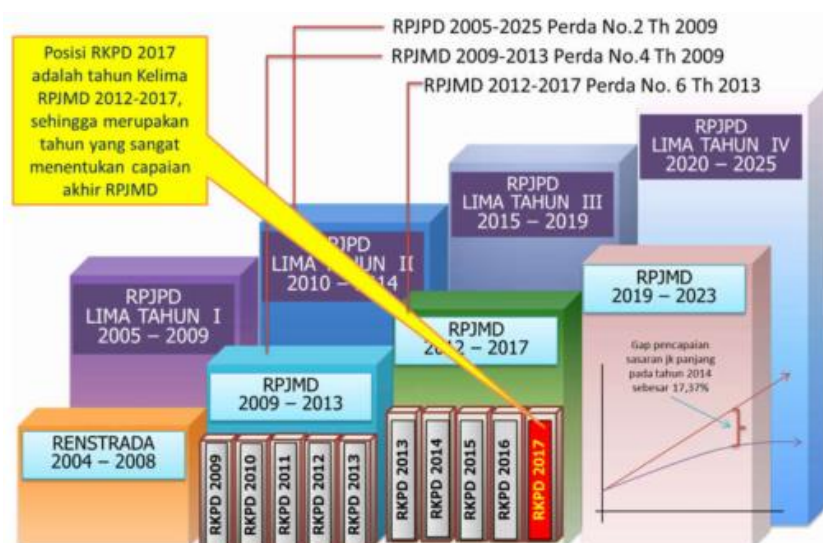 RPJPD 2005-2025 Perda No.2 Th 2009
RPJMD 2009-2013 Perda No.4 Th 2009
RPJMD 2012-2017 Perda No. 6 Th 2013
Posisi RKPD 2017
adalah tahun Kelima
RPJMD 2012-2017,
sehingga merupakan
tahun yang sangat
menentukan capaian
akhir RPJMD
RPJPD
LIMA TAHUN IV
2020 – 2025
RPJPD
LIMA TAHUN III
2015 – 2019
RPJPD
LIMA TAHUN II
2010 – 2014
RPJPD
LIMA TAHUN I
2005 – 2009
RPJMD
2019 – 2023
RPJMD
2012 – 2017
RPJMD
2009 – 2013
RENSTRADA
2004 – 2008
Gap pencapaian
sasaran jk panjang
pada tahun 2014
sebesar 17,37%
RKPD 2009
RKPD 2010
RKPD 2011
RKPD 2012
RKPD 2013
RKPD 2013
RKPD 2014
RKPD 2015
RKPD 2016
RKPD 2017